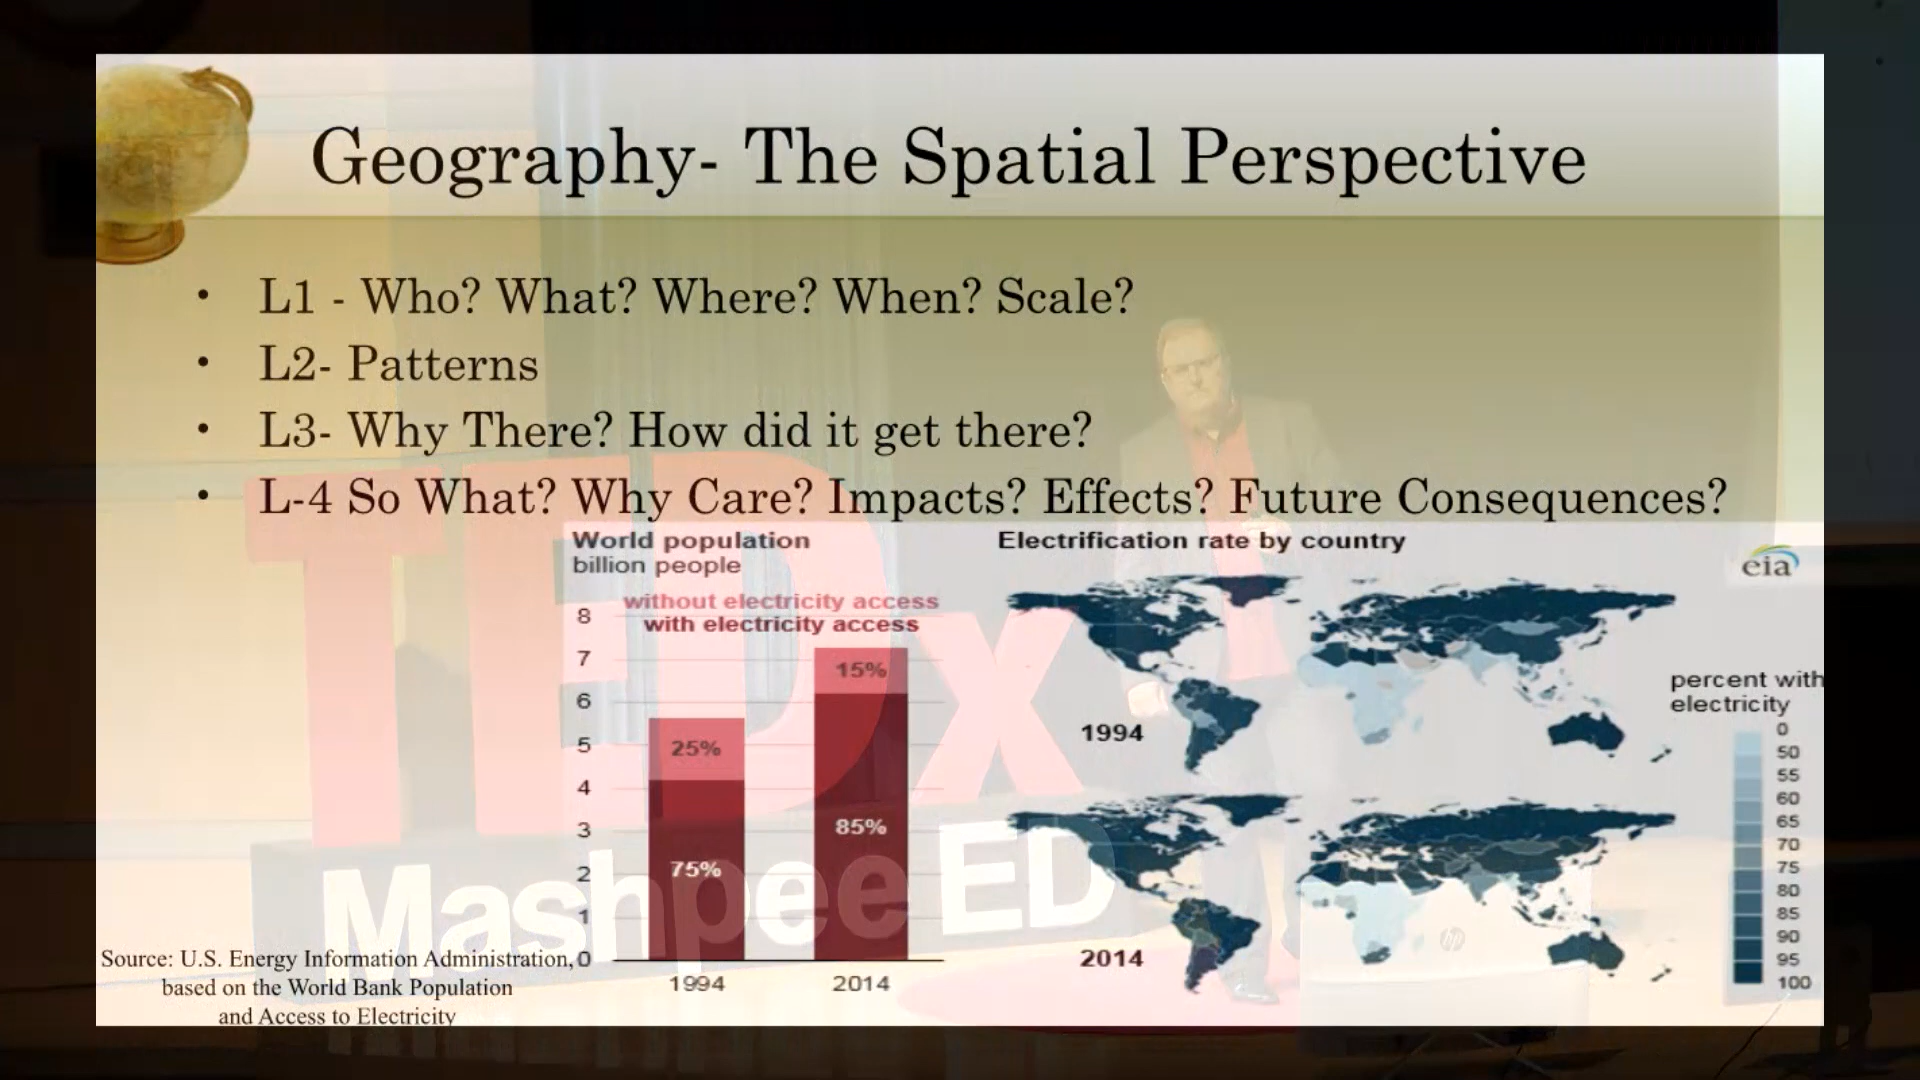 Geography- The Spatial Perspective
• L1 - Who? What? Where? When? Scale?
• L2- Patterns
• L3- Why There? How did it get there?
• L-4 So What? Why Care? Impacts? Effects? Future Consequences?
World population
billion people
without electricity access
with electricity access
8
7
6
5
4
3
2
1
0
25%
75%
15%
85%
1994
2014
Electrification rate by country
eia
1994
2014
percent with
electricity
0
50
55
60
65
70
75
80
85
90
95
100
Source: U.S. Energy Information Administration,
based on the World Bank Population
and Access to Electricity
TEDx
MashpeeED
hp